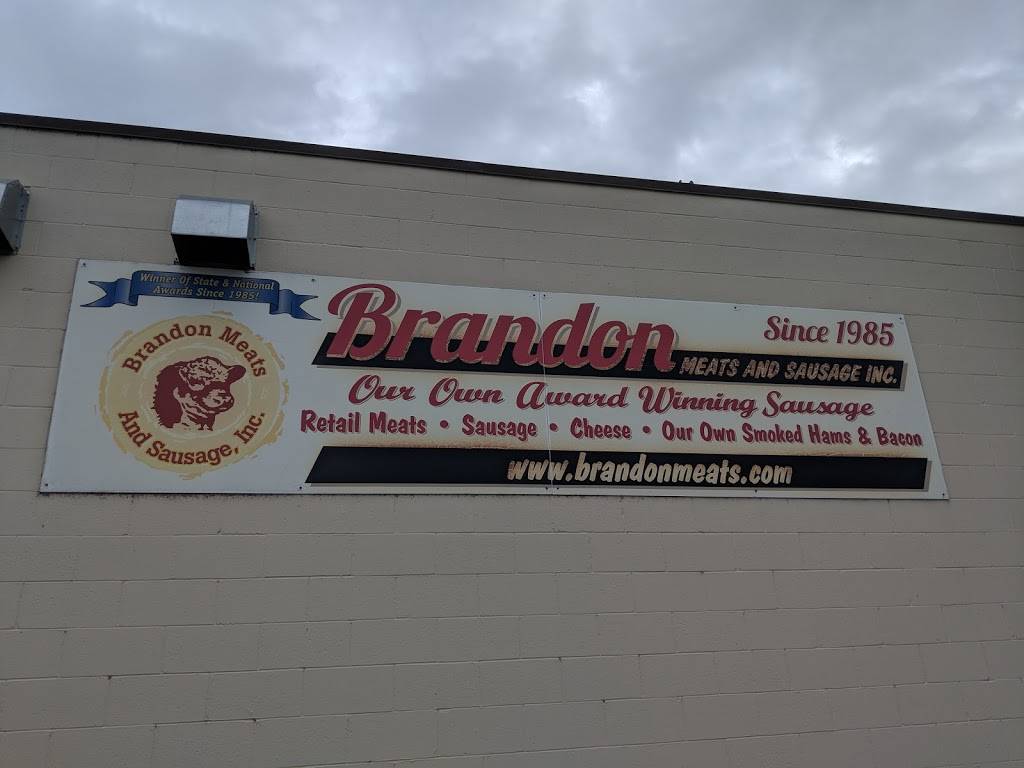 Winner Of State & National
Awards Since 1985!
Brandon Meats
And Sausage, Inc.
Brandon
Since 1985
MEATS AND SAUSAGE INC.
Our Own Award Winning Sausage
Retail Meats • Sausage • Cheese • Our Own Smoked Hams & Bacon
www.brandonmeats.com